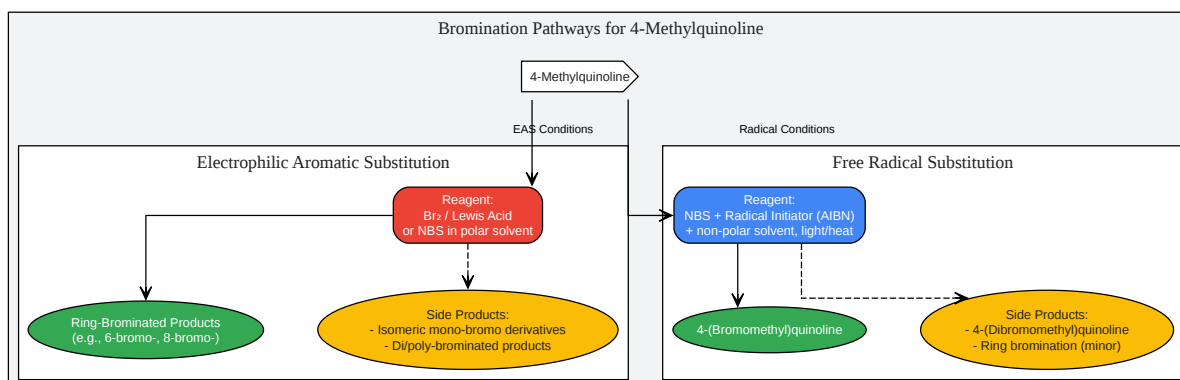 Bromination Pathways for 4-Methylquinoline
4-Methylquinoline
EAS Conditions
Radical Conditions
Electrophilic Aromatic Substitution
Reagent:
Br₂ / Lewis Acid
or NBS in polar solvent
Ring-Brominated Products
(e.g., 6-bromo-, 8-bromo-)
Side Products:
- Isomeric mono-bromo derivatives
- Di/poly-brominated products
Free Radical Substitution
Reagent:
NBS + Radical Initiator (AIBN)
+ non-polar solvent, light/heat
4-(Bromomethyl)quinoline
Side Products:
- 4-(Dibromomethyl)quinoline
- Ring bromination (minor)